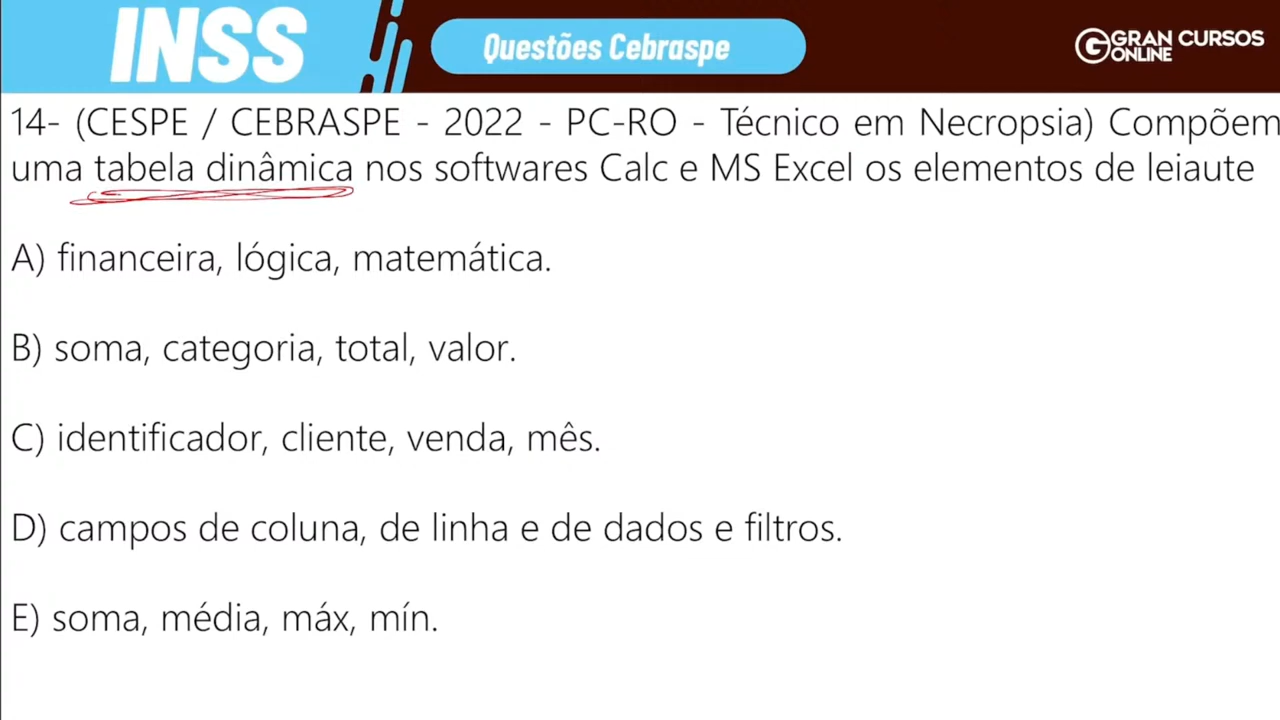 INSS
Questões Cebraspe
GRAN CURSOS
ONLINE
14- (CESPE / CEBRASPE - 2022 - PC-RO - Técnico em Necropsia) Compõem
uma tabela dinâmica nos softwares Calc e MS Excel os elementos de leiaute
A) financeira, lógica, matemática.
B) soma, categoria, total, valor.
C) identificador, cliente, venda, mês.
D) campos de coluna, de linha e de dados e filtros.
E) soma, média, máx, mín.